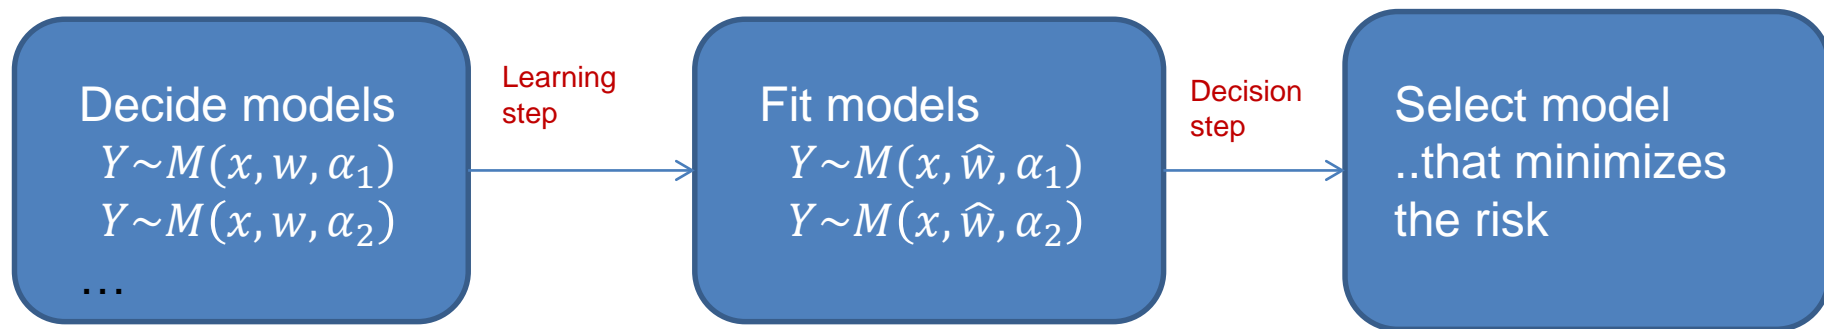 Decide models
Y~M(x, w, α₁)
Y~M(x, w, α₂)
…
Learning
step
Fit models
Y~M(x, ŵ, α₁)
Y~M(x, ŵ, α₂)
Decision
step
Select model
..that minimizes
the risk